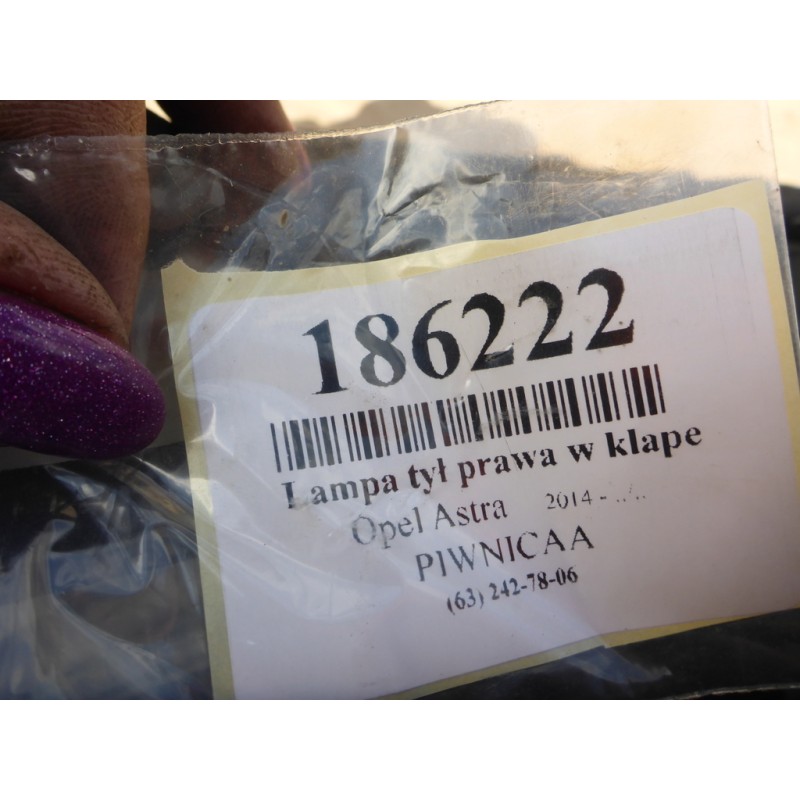 186222
Lampa tył prawa w klape
Opel Astra 2014 - ../..
PIWNICAA
(63) 242-78-06